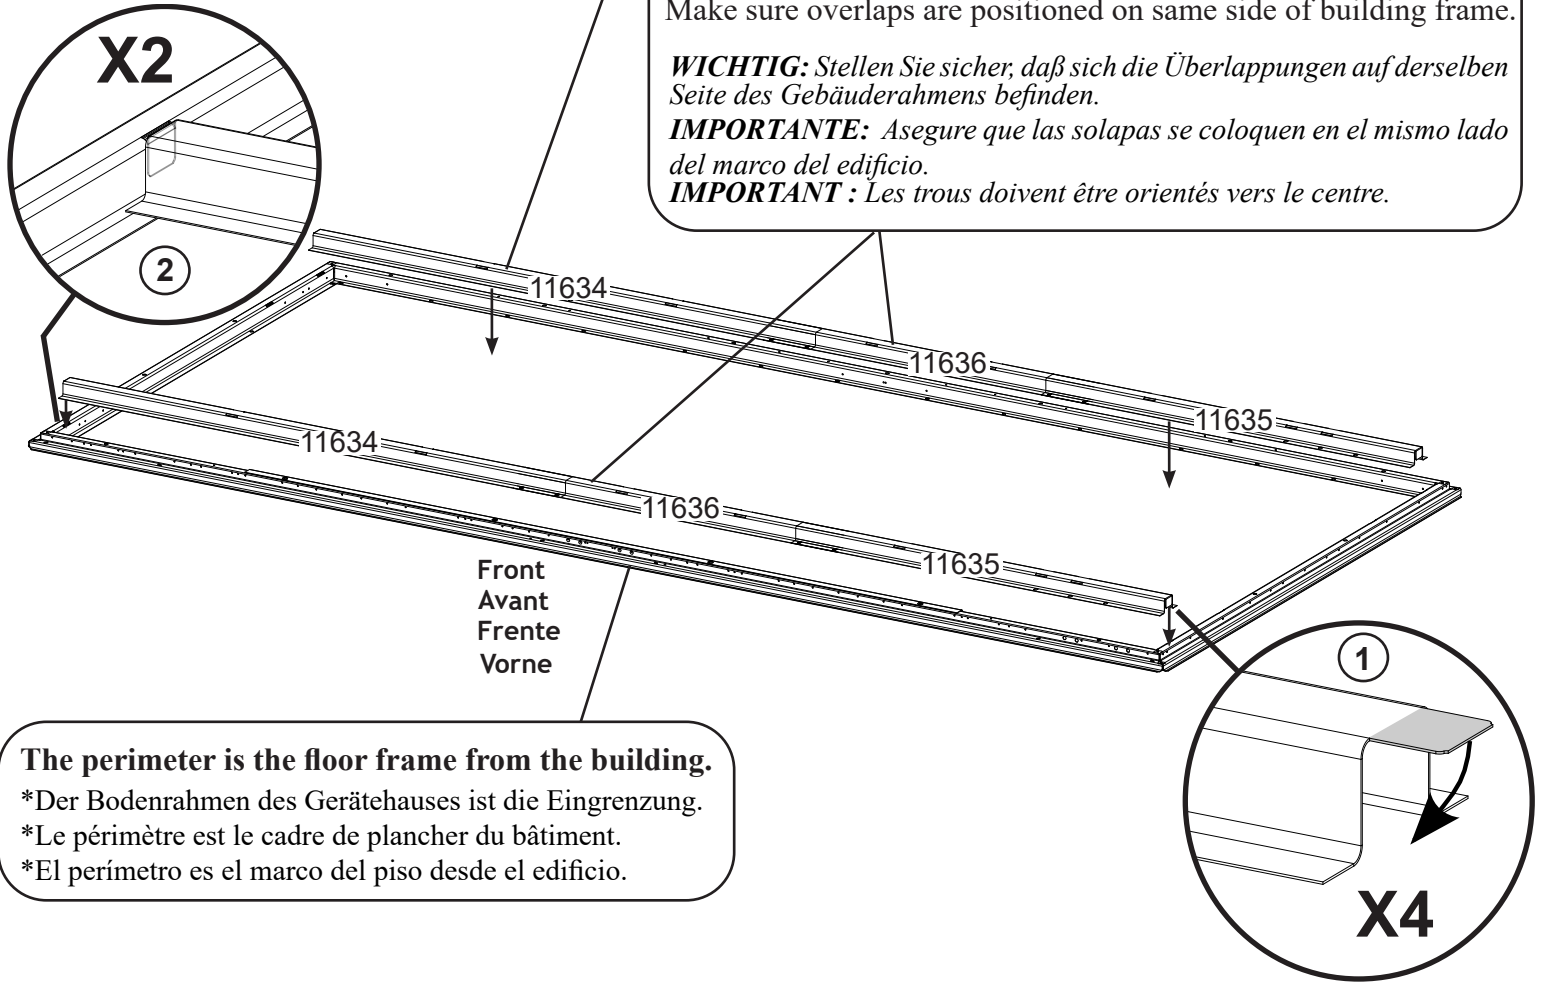 X2
2
Make sure overlaps are positioned on same side of building frame.
WICHTIG: Stellen Sie sicher, daß sich die Überlappungen auf derselben
Seite des Gebäuderahmens befinden.
IMPORTANTE: Asegure que las solapas se coloquen en el mismo lado
del marco del edificio.
IMPORTANT : Les trous doivent être orientés vers le centre.
11634
11636
11635
11634
11636
11635
Front
Avant
Frente
Vorne
The perimeter is the floor frame from the building.
*Der Bodenrahmen des Gerätehauses ist die Eingrenzung.
*Le périmètre est le cadre de plancher du bâtiment.
*El perímetro es el marco del piso desde el edificio.
1
X4